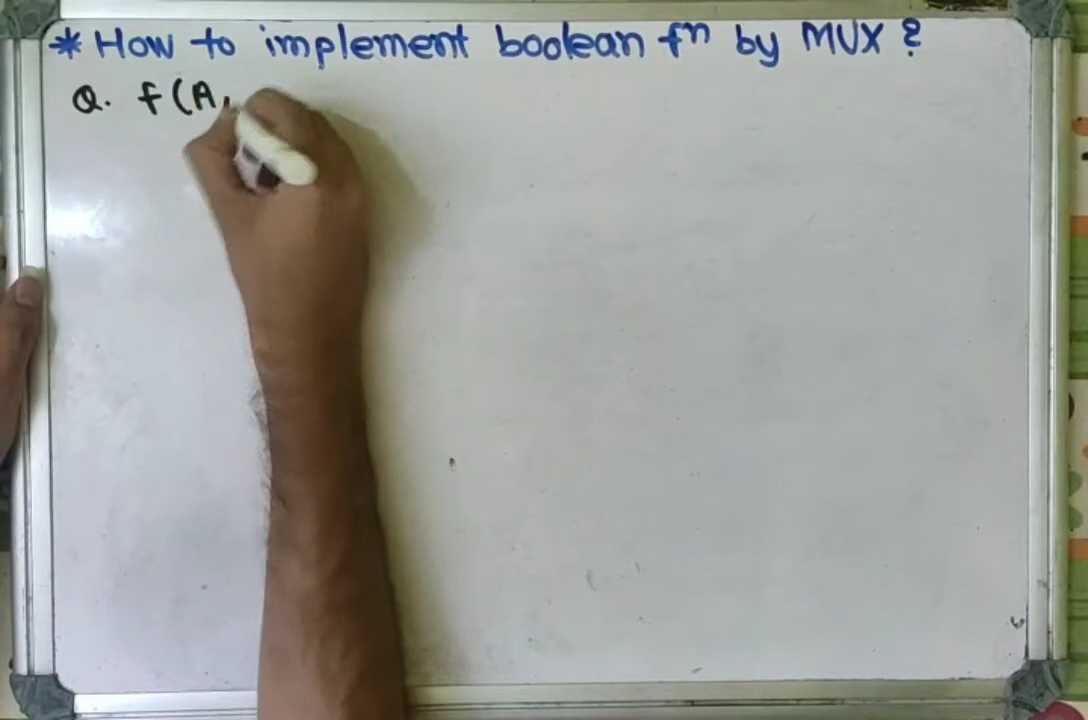 * How to implement boolean fⁿ by MUX ?
Q. f(A,